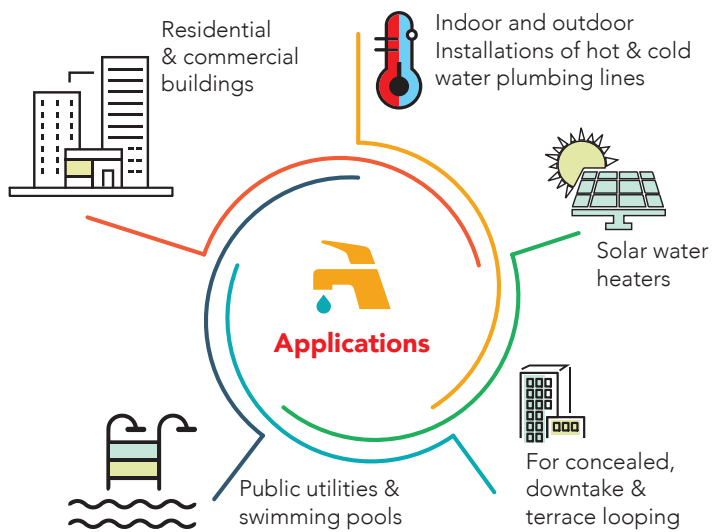 Residential
& commercial
buildings
Indoor and outdoor
Installations of hot & cold
water plumbing lines
Solar water
heaters
Applications
For concealed,
downtake &
terrace looping
Public utilities &
swimming pools